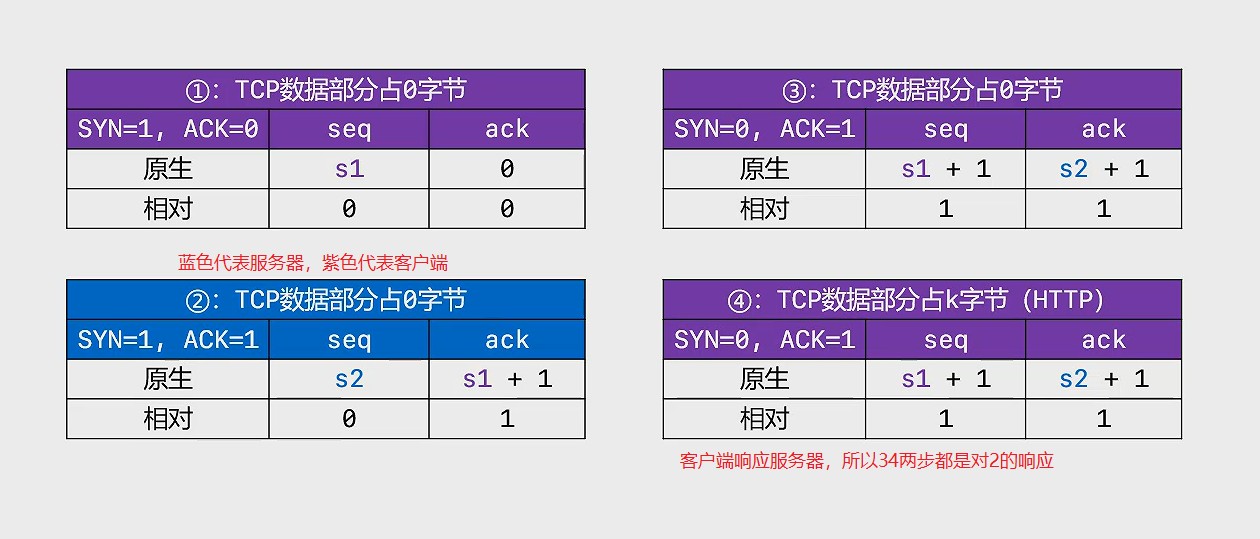 ①: TCP数据部分占0字节
SYN=1, ACK=0 seq ack
原生 s1 0
相对 0 0
蓝色代表服务器，紫色代表客户端
②: TCP数据部分占0字节
SYN=1, ACK=1 seq ack
原生 s2 s1 + 1
相对 0 1
③: TCP数据部分占0字节
SYN=0, ACK=1 seq ack
原生 s1 + 1 s2 + 1
相对 1 1
④: TCP数据部分占k字节 (HTTP)
SYN=0, ACK=1 seq ack
原生 s1 + 1 s2 + 1
相对 1 1
客户端响应服务器，所以34两步都是对2的响应